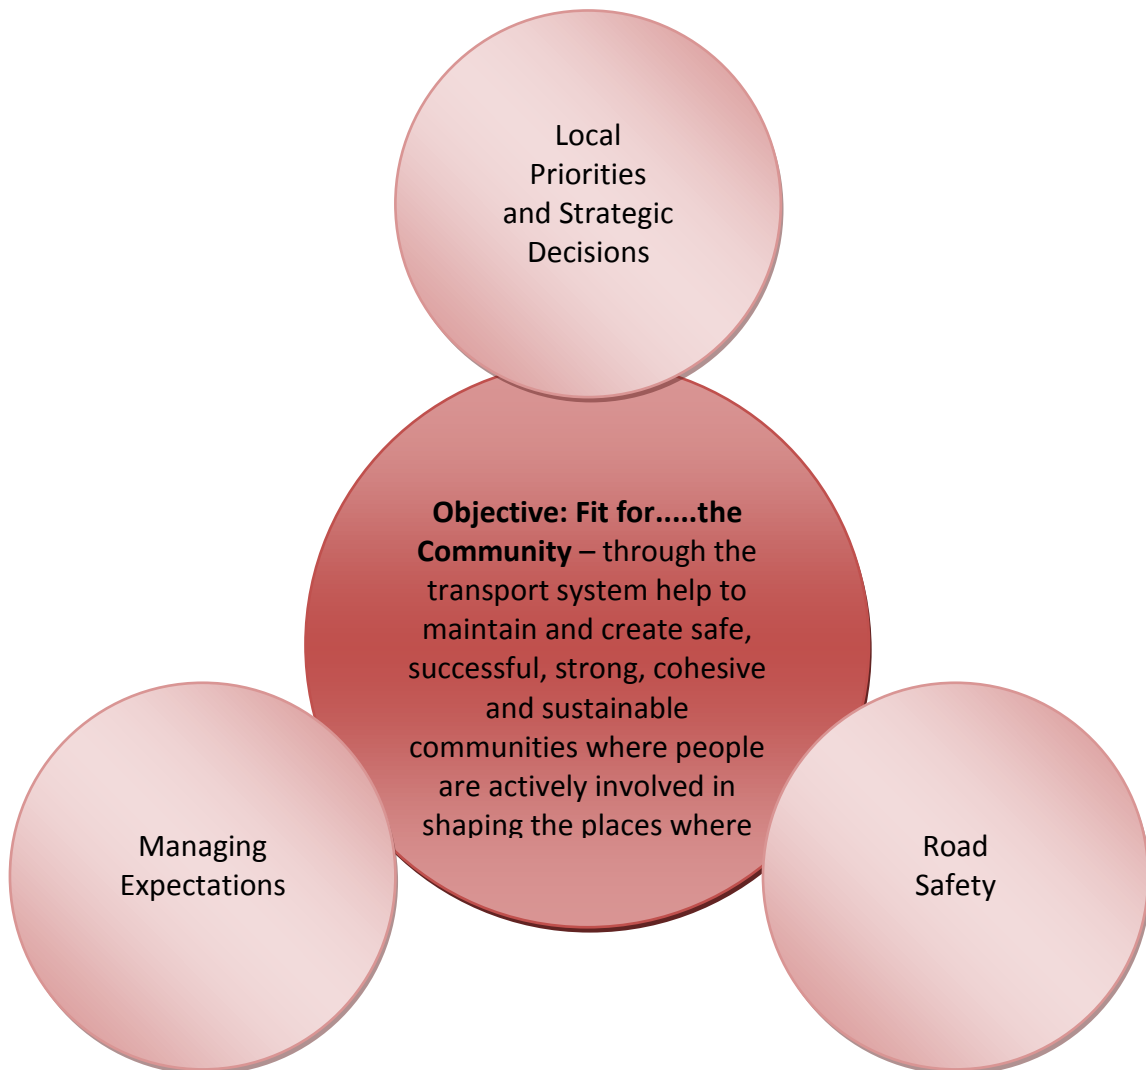 Local
Priorities
and Strategic
Decisions
Objective: Fit for.....the
Community – through the
transport system help to
maintain and create safe,
successful, strong, cohesive
and sustainable
communities where people
are actively involved in
shaping the places where
Managing
Expectations
Road
Safety